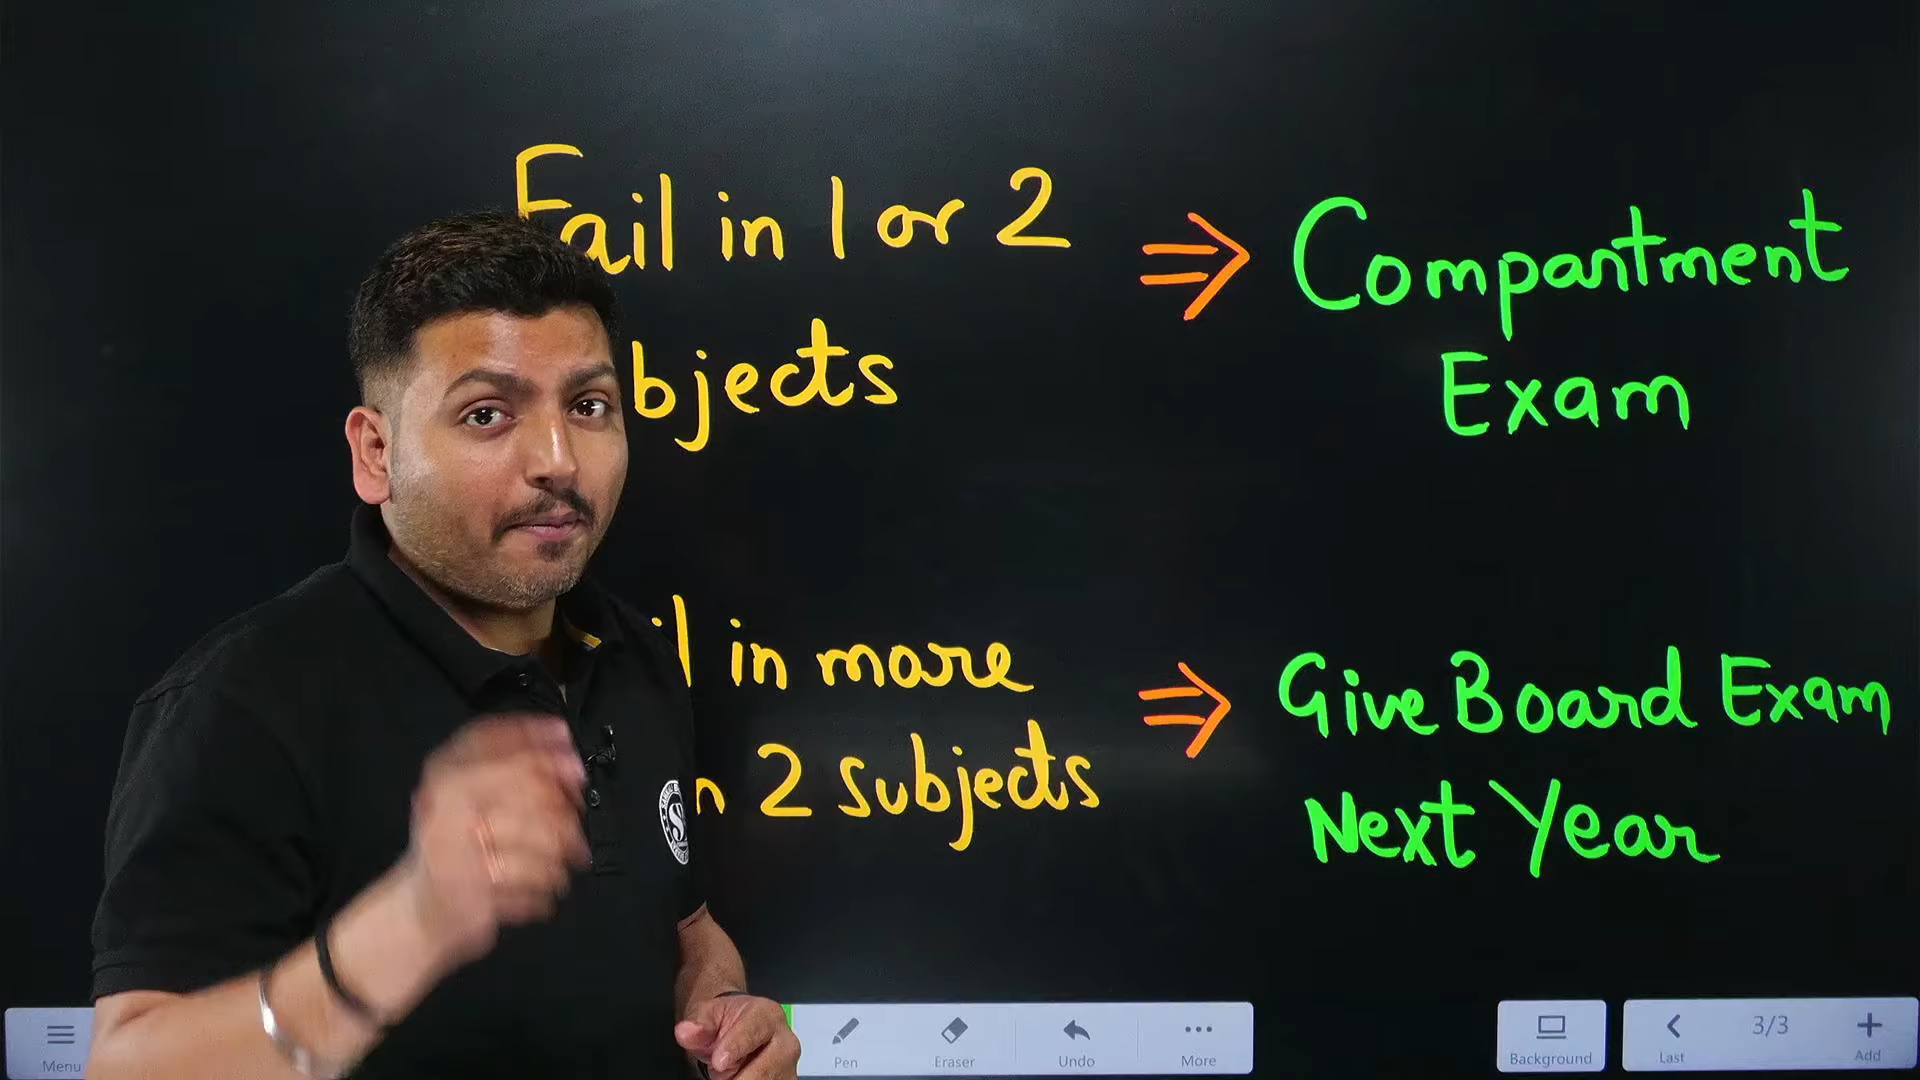 Fail in 1 or 2
bjects
⇒
Compartment
Exam
l in more
n 2 subjects
⇒
Give Board Exam
Next Year
Menu
Pen
Eraser
Undo
More
Background
3/3
Last
Add